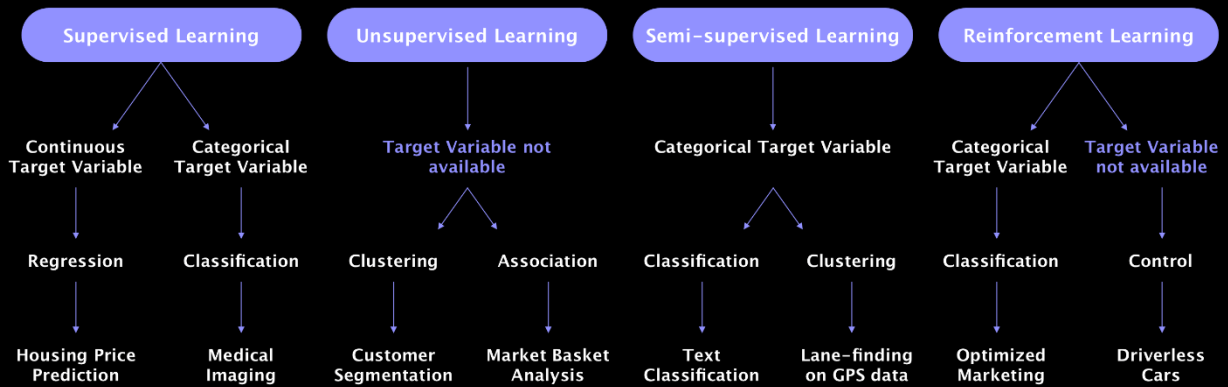 Supervised Learning
Unsupervised Learning
Semi-supervised Learning
Reinforcement Learning
Continuous
Target Variable
Categorical
Target Variable
Target Variable not
available
Categorical Target Variable
Categorical
Target Variable
Target Variable
not available
Regression
Classification
Clustering
Association
Classification
Clustering
Classification
Control
Housing Price
Prediction
Medical
Imaging
Customer
Segmentation
Market Basket
Analysis
Text
Classification
Lane-finding
on GPS data
Optimized
Marketing
Driverless
Cars